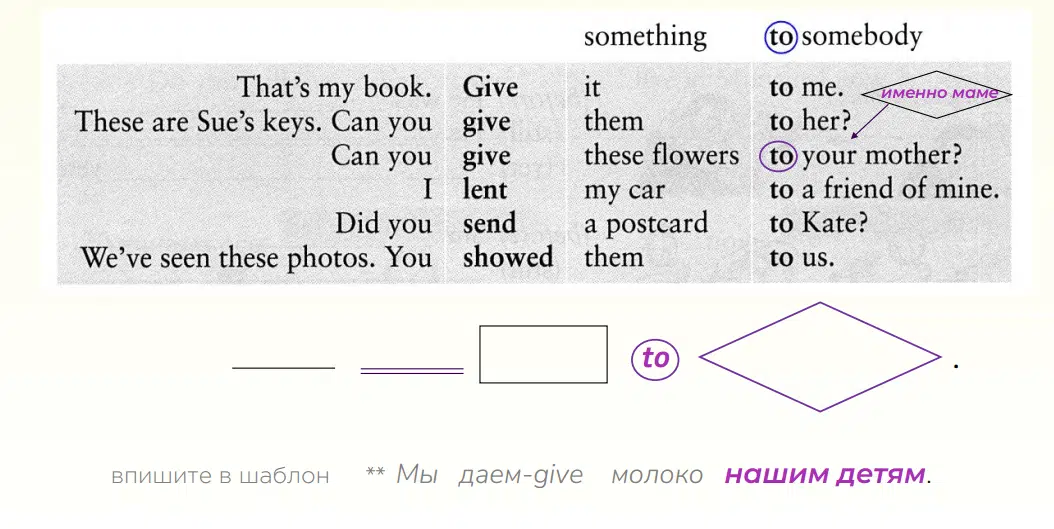 something to somebody
That's my book. Give it to me.
именно маме
These are Sue's keys. Can you give them to her?
Can you give these flowers to your mother?
I lent my car to a friend of mine.
Did you send a postcard to Kate?
We've seen these photos. You showed them to us.
to .
впишите в шаблон ** Мы даем-give молоко нашим детям.